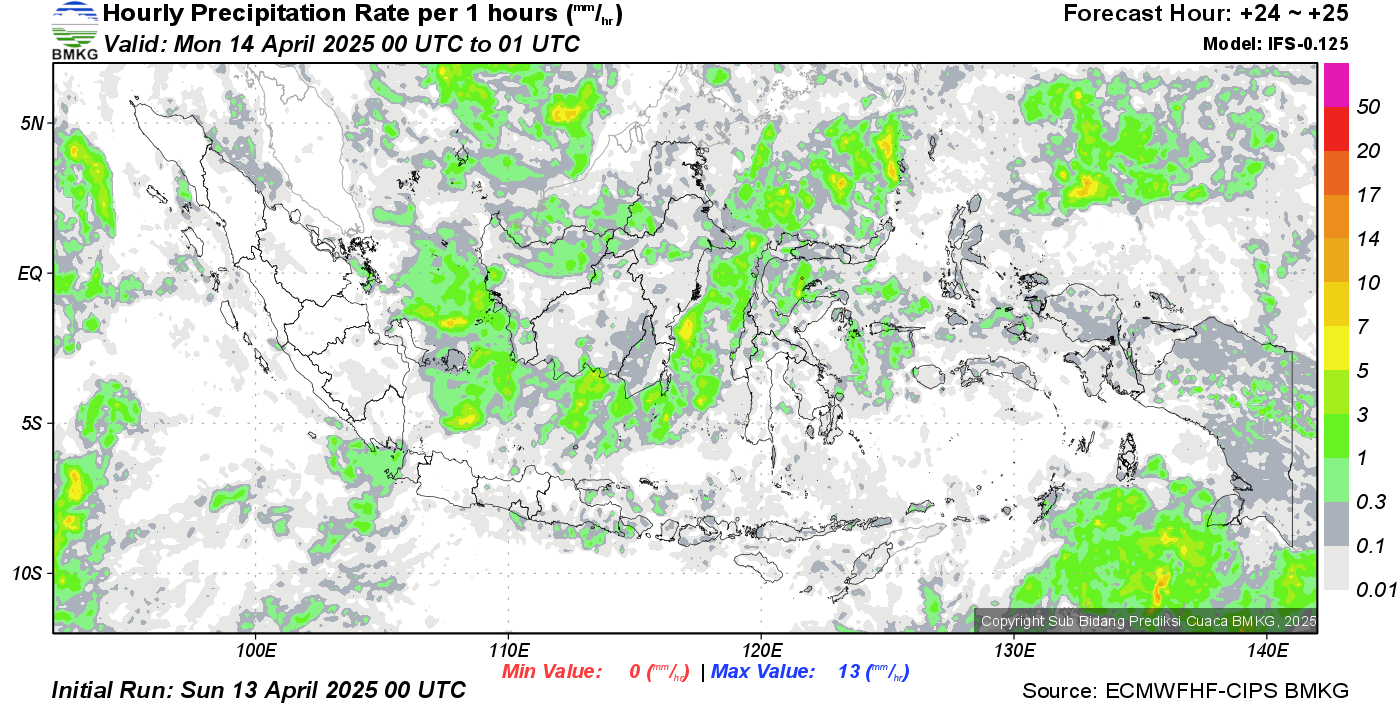 BMKG
Hourly Precipitation Rate per 1 hours (mm/hr)
Valid: Mon 14 April 2025 00 UTC to 01 UTC
Forecast Hour: +24 ~ +25
Model: IFS-0.125
5N
EQ
5S
10S
100E
110E
120E
130E
140E
50
20
17
14
10
7
5
3
1
0.3
0.1
0.01
Copyright Sub Bidang Prediksi Cuaca BMKG, 2025
Min Value: 0 (mm/hr) | Max Value: 13 (mm/hr)
Initial Run: Sun 13 April 2025 00 UTC
Source: ECMWFHF-CIPS BMKG